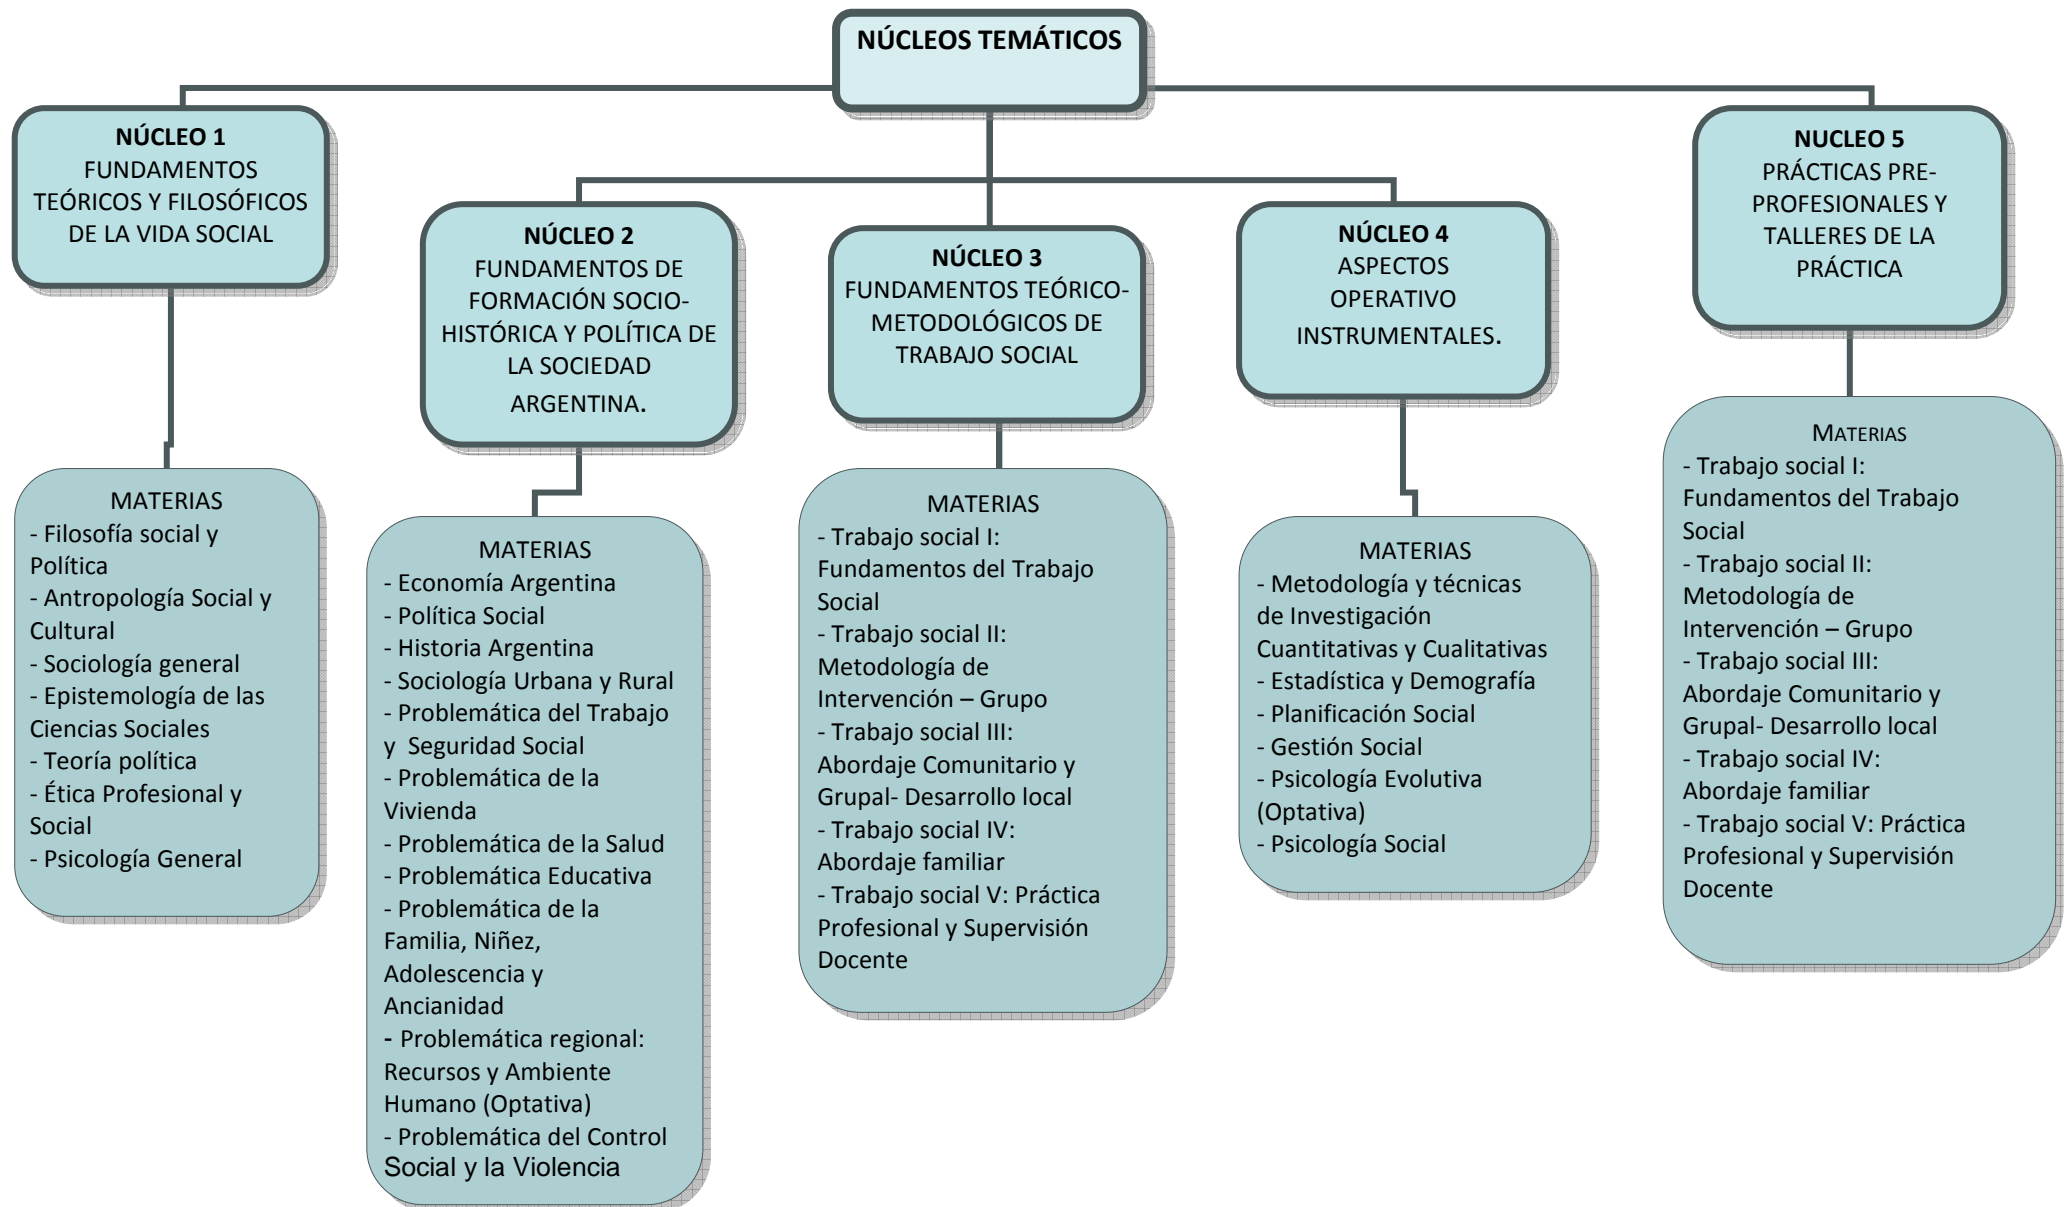 NÚCLEOS TEMÁTICOS
NÚCLEO 1
FUNDAMENTOS
TEÓRICOS Y FILOSÓFICOS
DE LA VIDA SOCIAL
NÚCLEO 2
FUNDAMENTOS DE
FORMACIÓN SOCIO-
HISTÓRICA Y POLÍTICA DE
LA SOCIEDAD
ARGENTINA.
NÚCLEO 3
FUNDAMENTOS TEÓRICO-
METODOLÓGICOS DE
TRABAJO SOCIAL
NÚCLEO 4
ASPECTOS
OPERATIVO
INSTRUMENTALES.
NUCLEO 5
PRÁCTICAS PRE-
PROFESIONALES Y
TALLERES DE LA
PRÁCTICA
MATERIAS
- Filosofía social y
Política
- Antropología Social y
Cultural
- Sociología general
- Epistemología de las
Ciencias Sociales
- Teoría política
- Ética Profesional y
Social
- Psicología General
MATERIAS
- Economía Argentina
- Política Social
- Historia Argentina
- Sociología Urbana y Rural
- Problemática del Trabajo
y  Seguridad Social
- Problemática de la
Vivienda
- Problemática de la Salud
- Problemática Educativa
- Problemática de la
Familia, Niñez,
Adolescencia y
Ancianidad
- Problemática regional:
Recursos y Ambiente
Humano (Optativa)
- Problemática del Control
Social y la Violencia
MATERIAS
- Trabajo social I:
Fundamentos del Trabajo
Social
- Trabajo social II:
Metodología de
Intervención – Grupo
- Trabajo social III:
Abordaje Comunitario y
Grupal- Desarrollo local
- Trabajo social IV:
Abordaje familiar
- Trabajo social V: Práctica
Profesional y Supervisión
Docente
MATERIAS
- Metodología y técnicas
de Investigación
Cuantitativas y Cualitativas
- Estadística y Demografía
- Planificación Social
- Gestión Social
- Psicología Evolutiva
(Optativa)
- Psicología Social
MATERIAS
- Trabajo social I:
Fundamentos del Trabajo
Social
- Trabajo social II:
Metodología de
Intervención – Grupo
- Trabajo social III:
Abordaje Comunitario y
Grupal- Desarrollo local
- Trabajo social IV:
Abordaje familiar
- Trabajo social V: Práctica
Profesional y Supervisión
Docente